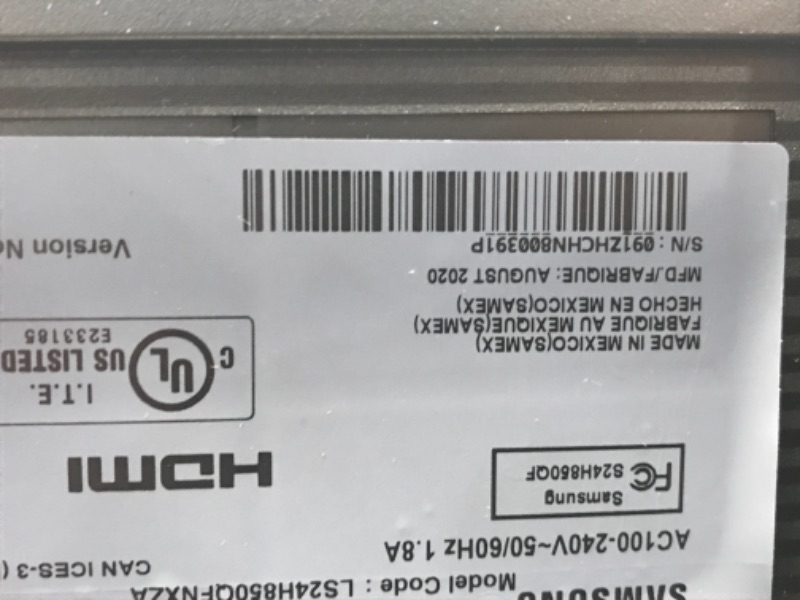 SAMSUNG
Model Code : LS24H850QFNXZA
AC100-240V~50/60Hz 1.8A
CAN ICES-3 (
Samsung
FC S24H850QF
HDMI
I.T.E.
C UL US LISTED
E233185
MADE IN MEXICO(SAMEX)
FABRIQUE AU MEXIQUE(SAMEX)
HECHO EN MEXICO(SAMEX)
MFD./FABRIQUE: AUGUST 2020
S/N : 091ZHCHN800391P
Version